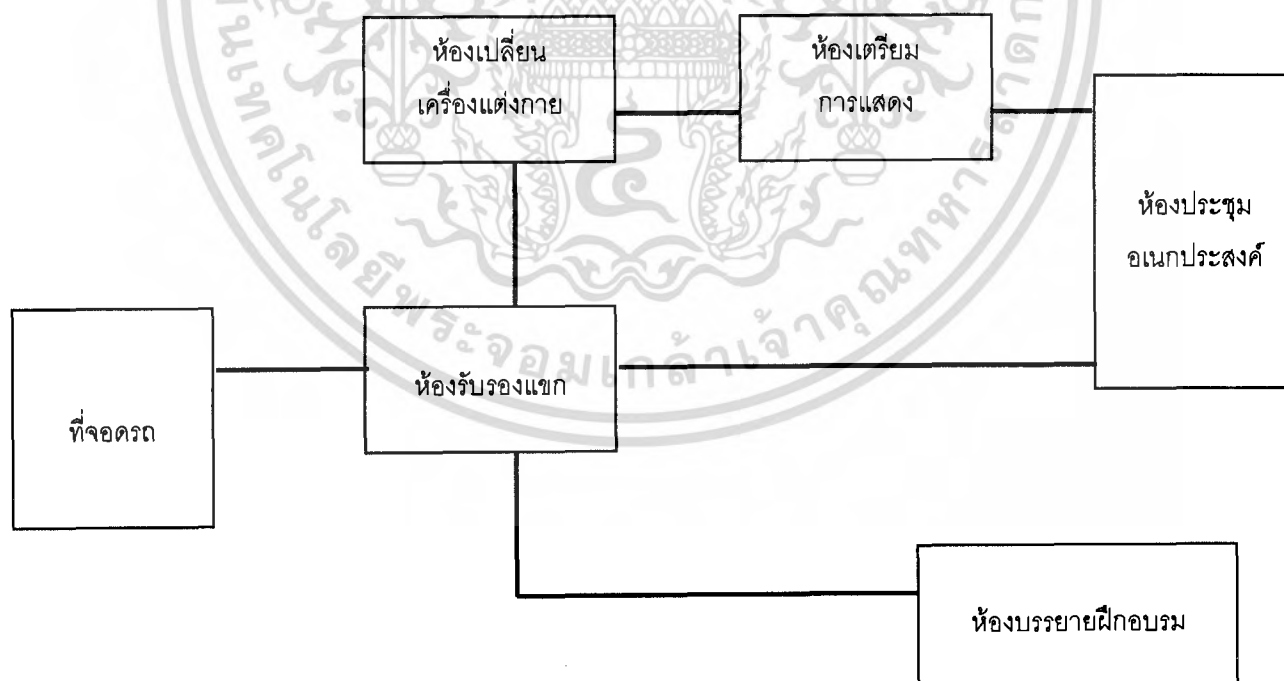 ห้องเปลี่ยน
เครื่องแต่งกาย
ห้องเตรียม
การแสดง
ห้องประชุม
อเนกประสงค์
ห้องรับรองแขก
ที่จอดรถ
ห้องบรรยายฝึกอบรม